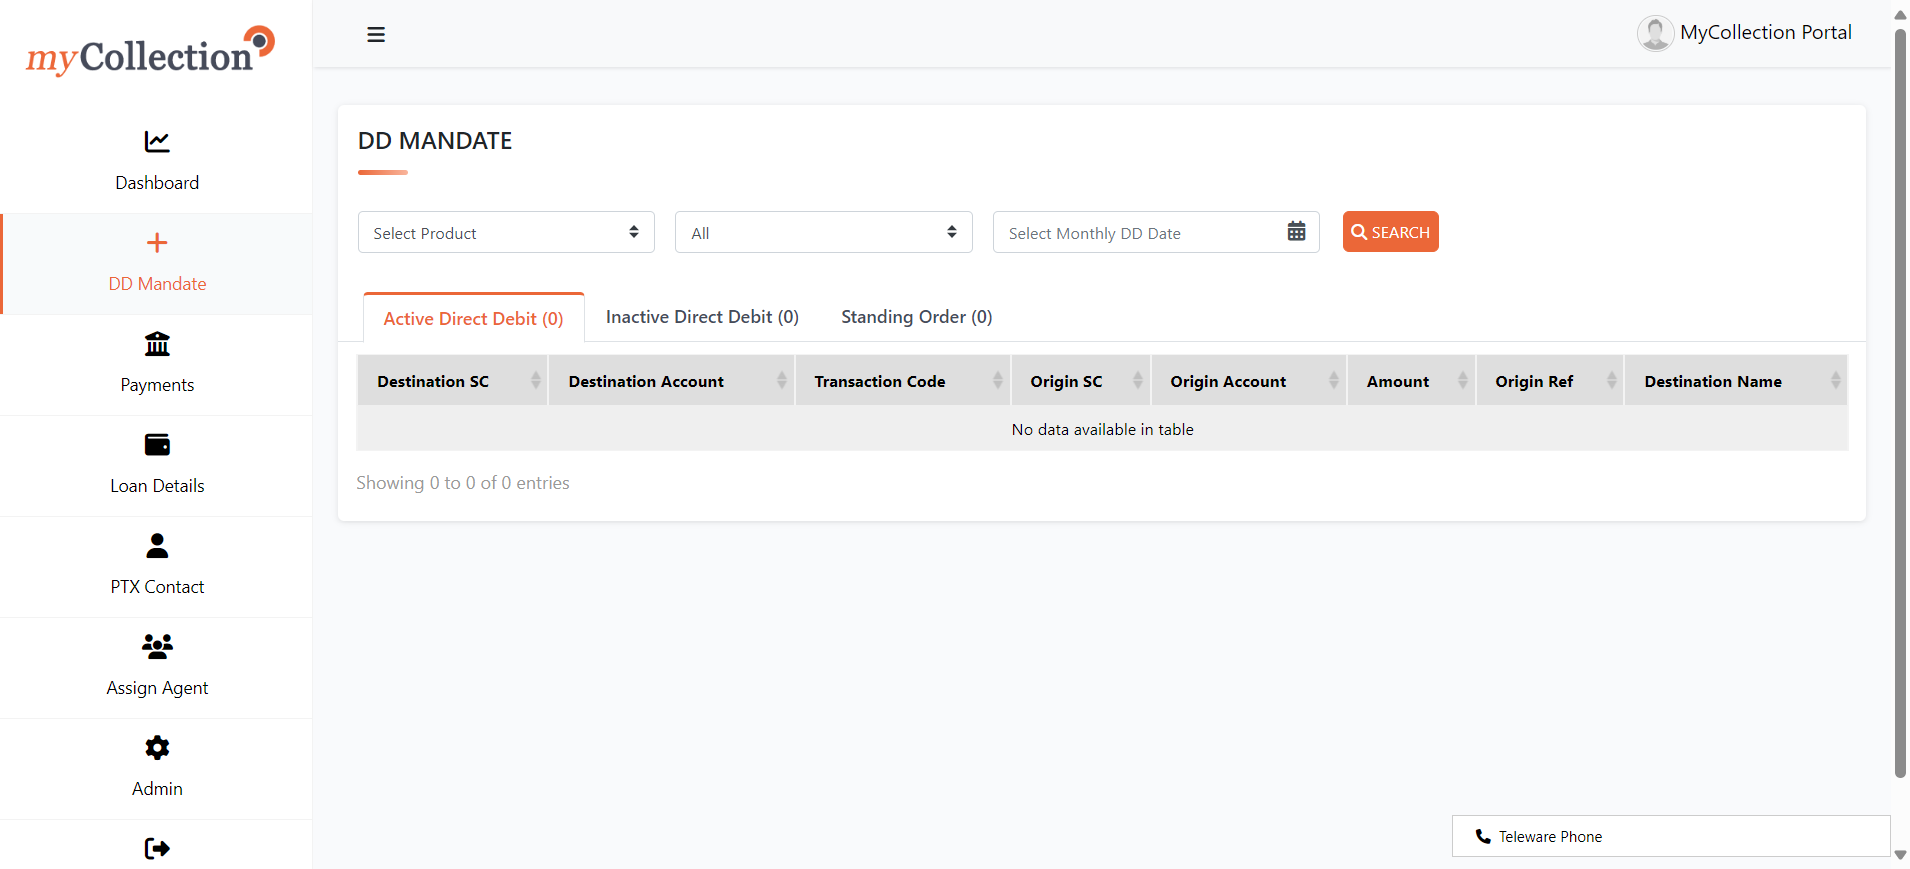 myCollection
MyCollection Portal
Dashboard
DD Mandate
Payments
Loan Details
PTX Contact
Assign Agent
Admin
DD MANDATE
Select Product
All
Select Monthly DD Date
SEARCH
Active Direct Debit (0)
Inactive Direct Debit (0)
Standing Order (0)
Destination SC
Destination Account
Transaction Code
Origin SC
Origin Account
Amount
Origin Ref
Destination Name
No data available in table
Showing 0 to 0 of 0 entries
Teleware Phone